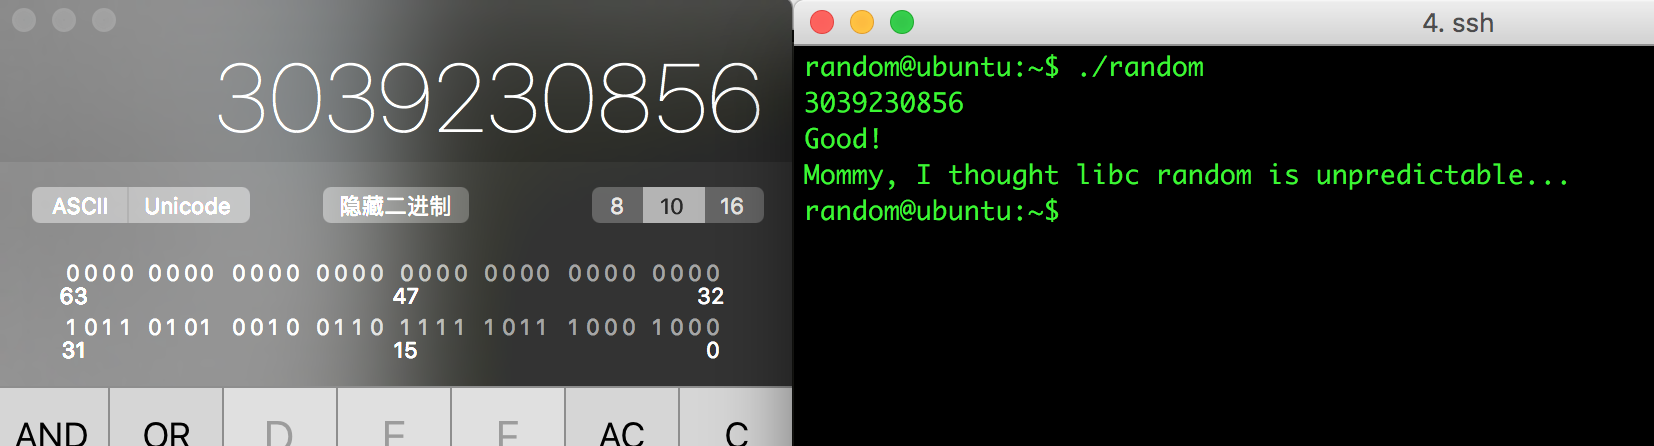 3039230856
ASCII Unicode 隐藏二进制 8 10 16
0000 0000 0000 0000 0000 0000 0000 0000
63 47 32
1011 0101 0010 0110 1111 1011 1000 1000
31 15 0
AND OR D E F AC C
4. ssh
random@ubuntu:~$ ./random
3039230856
Good!
Mommy, I thought libc random is unpredictable...
random@ubuntu:~$